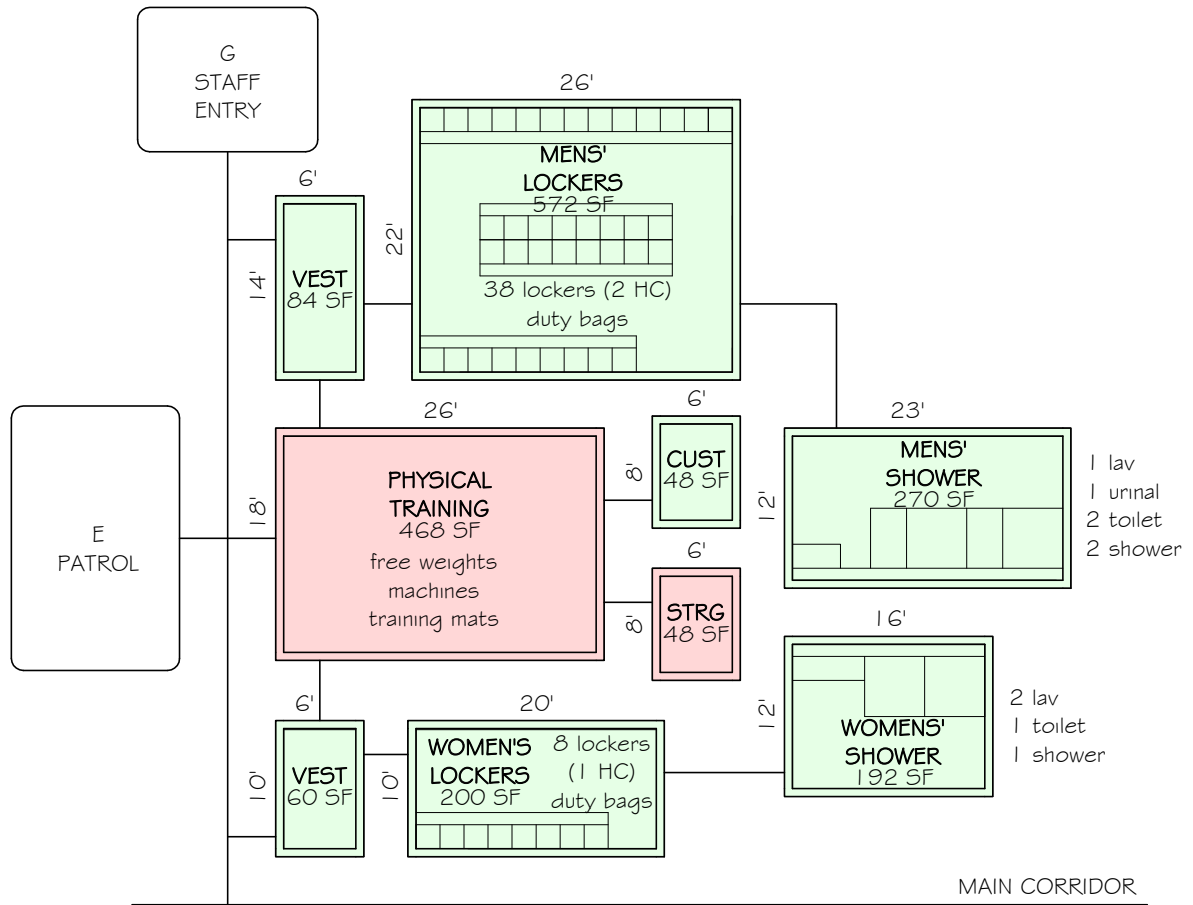 G
STAFF
ENTRY
26'
6'
MENS'
LOCKERS
572 SF
22'
14'
VEST
84 SF
38 lockers (2 HC)
duty bags
26'
6'
23'
E
PATROL
18'
PHYSICAL
TRAINING
468 SF
free weights
machines
training mats
8'
CUST
48 SF
12'
MENS'
SHOWER
270 SF
1 lav
1 urinal
2 toilet
2 shower
6'
8'
STRG
48 SF
16'
12'
WOMENS'
SHOWER
192 SF
2 lav
1 toilet
1 shower
6'
20'
10'
VEST
60 SF
10'
WOMEN'S
LOCKERS
200 SF
8 lockers
(1 HC)
duty bags
MAIN CORRIDOR